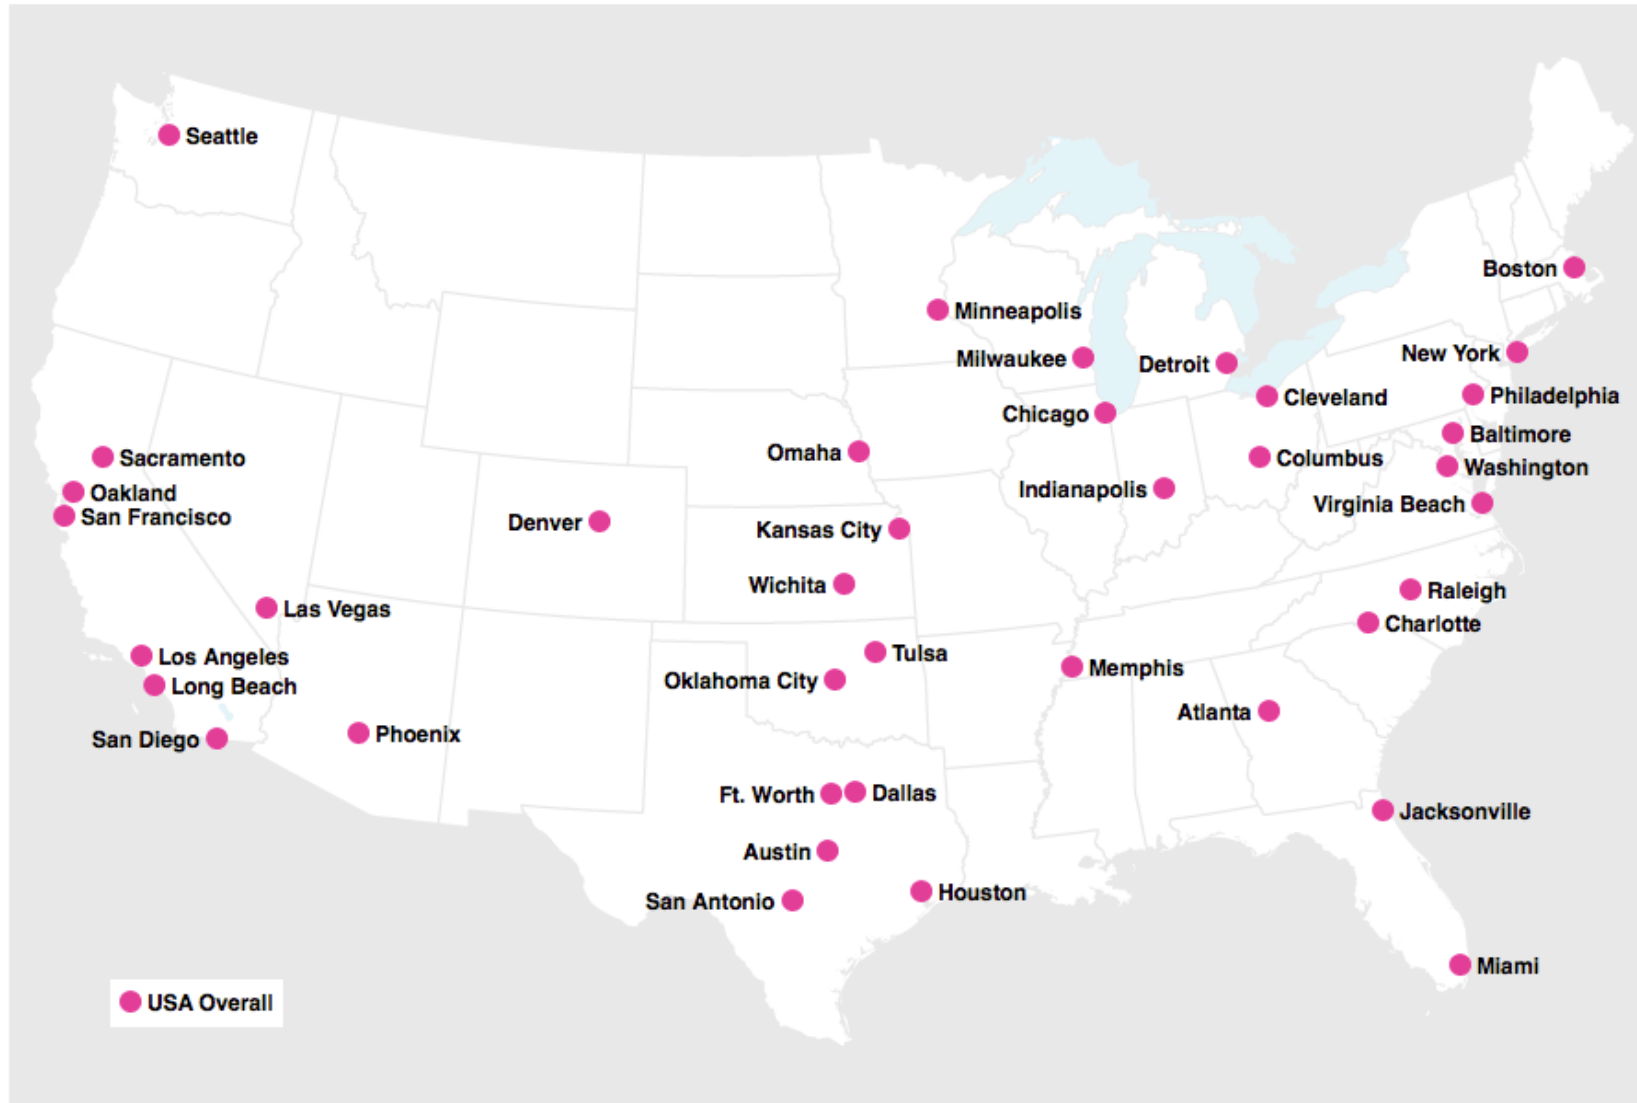 Seattle
Boston
Minneapolis
New York
Milwaukee
Detroit
Cleveland
Philadelphia
Chicago
Baltimore
Omaha
Sacramento
Columbus
Washington
Indianapolis
Oakland
Virginia Beach
San Francisco
Denver
Kansas City
Wichita
Raleigh
Las Vegas
Charlotte
Tulsa
Los Angeles
Memphis
Oklahoma City
Long Beach
Atlanta
Phoenix
San Diego
Ft. Worth
Dallas
Jacksonville
Austin
Houston
San Antonio
Miami
USA Overall